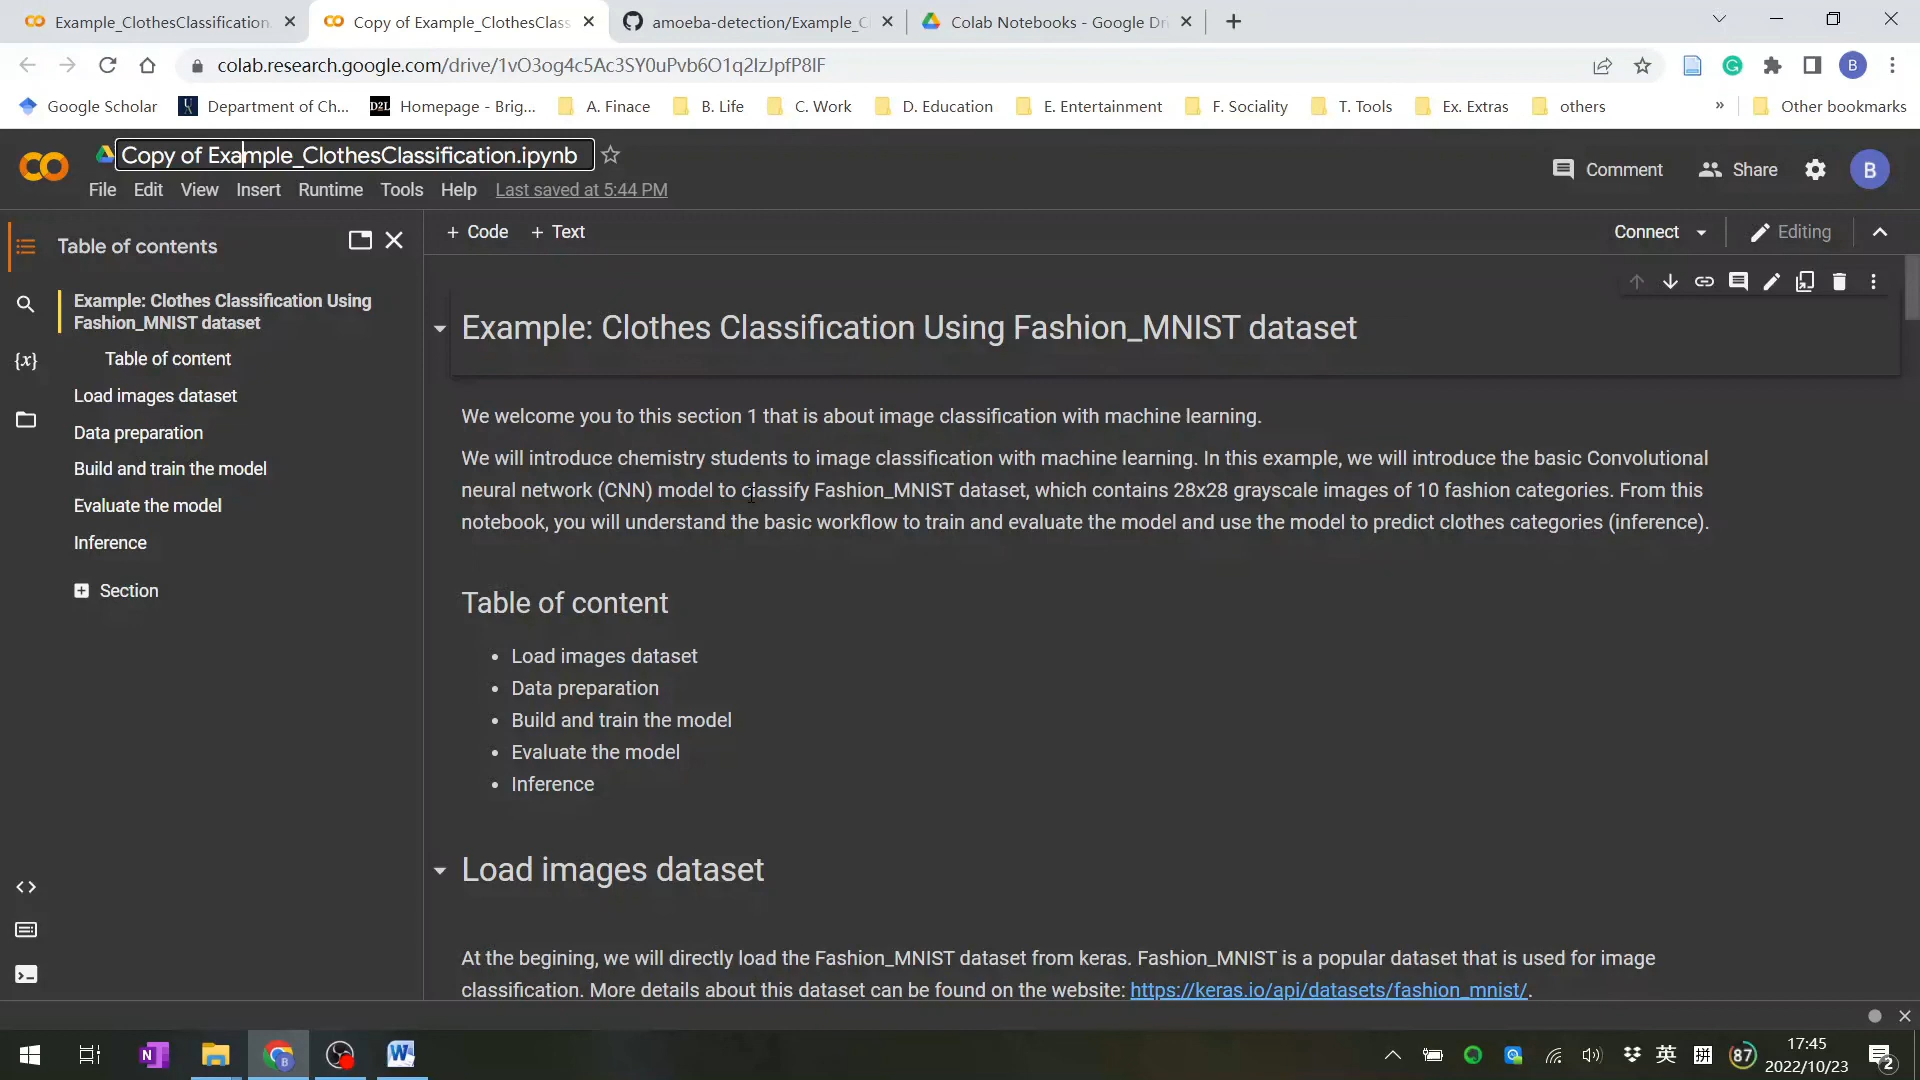 Example_ClothesClassification.
Copy of Example_ClothesClass
amoeba-detection/Example_C
Colab Notebooks - Google Dri
colab.research.google.com/drive/1vO3og4c5Ac3SY0uPvb6O1q2IzJpfP8IF
B
Google Scholar
Department of Ch...
D2L
Homepage - Brig...
A. Finace
B. Life
C. Work
D. Education
E. Entertainment
F. Sociality
T. Tools
Ex. Extras
others
»
Other bookmarks
Copy of Example_ClothesClassification.ipynb
Comment
Share
B
File Edit View Insert Runtime Tools Help Last saved at 5:44 PM
Table of contents
+ Code + Text
Connect
Editing
Example: Clothes Classification Using
Fashion_MNIST dataset
Table of content
Load images dataset
Data preparation
Build and train the model
Evaluate the model
Inference
Section
{x}
Example: Clothes Classification Using Fashion_MNIST dataset
We welcome you to this section 1 that is about image classification with machine learning.
We will introduce chemistry students to image classification with machine learning. In this example, we will introduce the basic Convolutional
neural network (CNN) model to classify Fashion_MNIST dataset, which contains 28x28 grayscale images of 10 fashion categories. From this
notebook, you will understand the basic workflow to train and evaluate the model and use the model to predict clothes categories (inference).
Table of content
• Load images dataset
• Data preparation
• Build and train the model
• Evaluate the model
• Inference
Load images dataset
At the begining, we will directly load the Fashion_MNIST dataset from keras. Fashion_MNIST is a popular dataset that is used for image
classification. More details about this dataset can be found on the website: https://keras.io/api/datasets/fashion_mnist/.
英
拼
87
17:45
2022/10/23
2